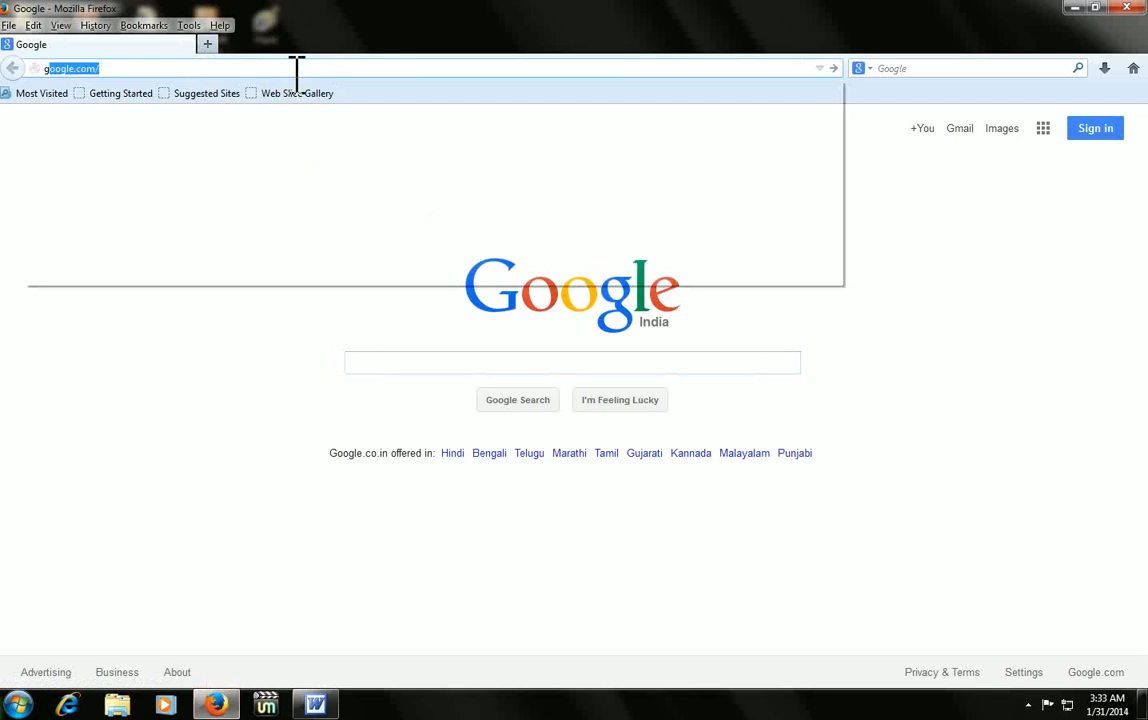 Google - Mozilla Firefox
File Edit View History Bookmarks Tools Help
Google
google.com/
Google
Most Visited Getting Started Suggested Sites Web Slice Gallery
+You Gmail Images Sign in
Google
India
Google Search I'm Feeling Lucky
Google.co.in offered in: Hindi Bengali Telugu Marathi Tamil Gujarati Kannada Malayalam Punjabi
Advertising Business About Privacy & Terms Settings Google.com
3:33 AM
1/31/2014